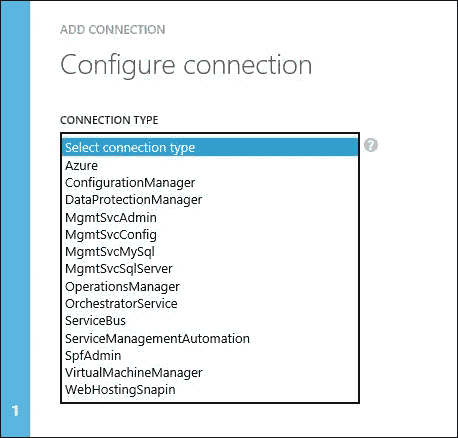 ADD CONNECTION
Configure connection
CONNECTION TYPE
Select connection type
?
Azure
ConfigurationManager
DataProtectionManager
MgmtSvcAdmin
MgmtSvcConfig
MgmtSvcMySql
MgmtSvcSqlServer
OperationsManager
OrchestratorService
ServiceBus
ServiceManagementAutomation
SpfAdmin
VirtualMachineManager
WebHostingSnapin
1